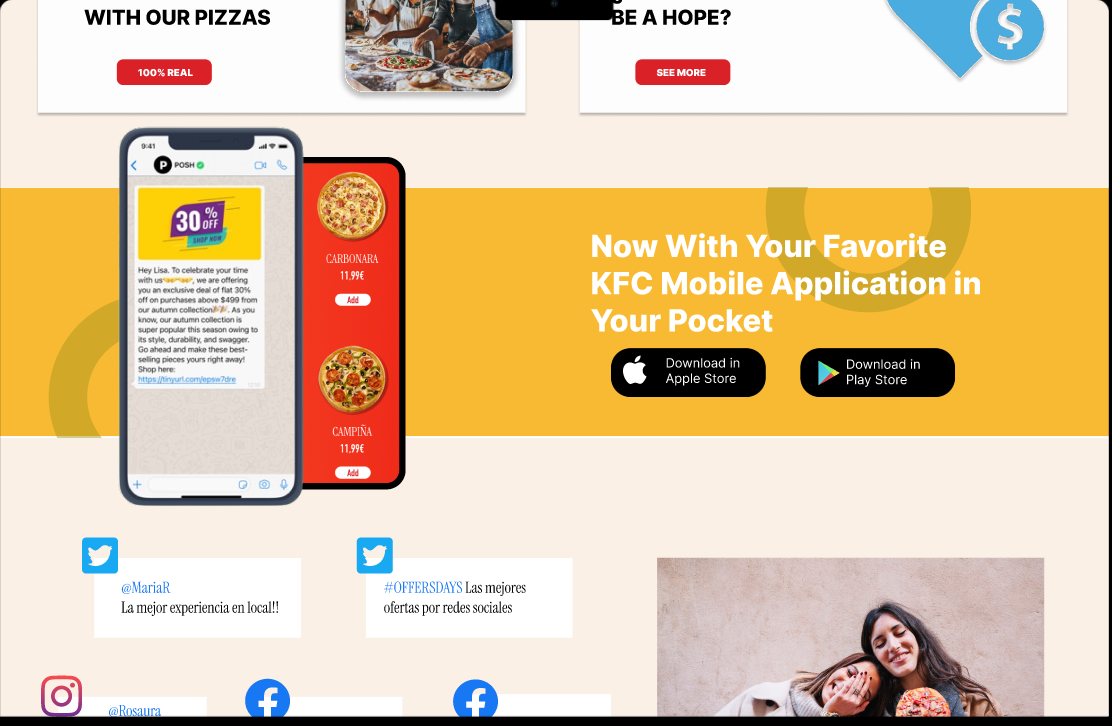 WITH OUR PIZZAS
100% REAL
BE A HOPE?
SEE MORE
9:41
P
POSH
30% OFF
SHOP NOW
Hey Lisa. To celebrate your time
with us, we are offering
you an exclusive deal of flat 30%
off on purchases above $499 from
our autumn collection. As you
know, our autumn collection is
super popular this season owing to
its style, durability, and swagger.
Go ahead and make these best-
selling pieces yours right away!
Shop here:
https://tinyurl.com/epsw7dre
CARBONARA
11.99€
Add
CAMPIÑA
11.99€
Add
$
Now With Your Favorite
KFC Mobile Application in
Your Pocket
Download in
Apple Store
Download in
Play Store
@MariaR
La mejor experiencia en local!!
#OFFERSDAYS Las mejores
ofertas por redes sociales
@Rosaura